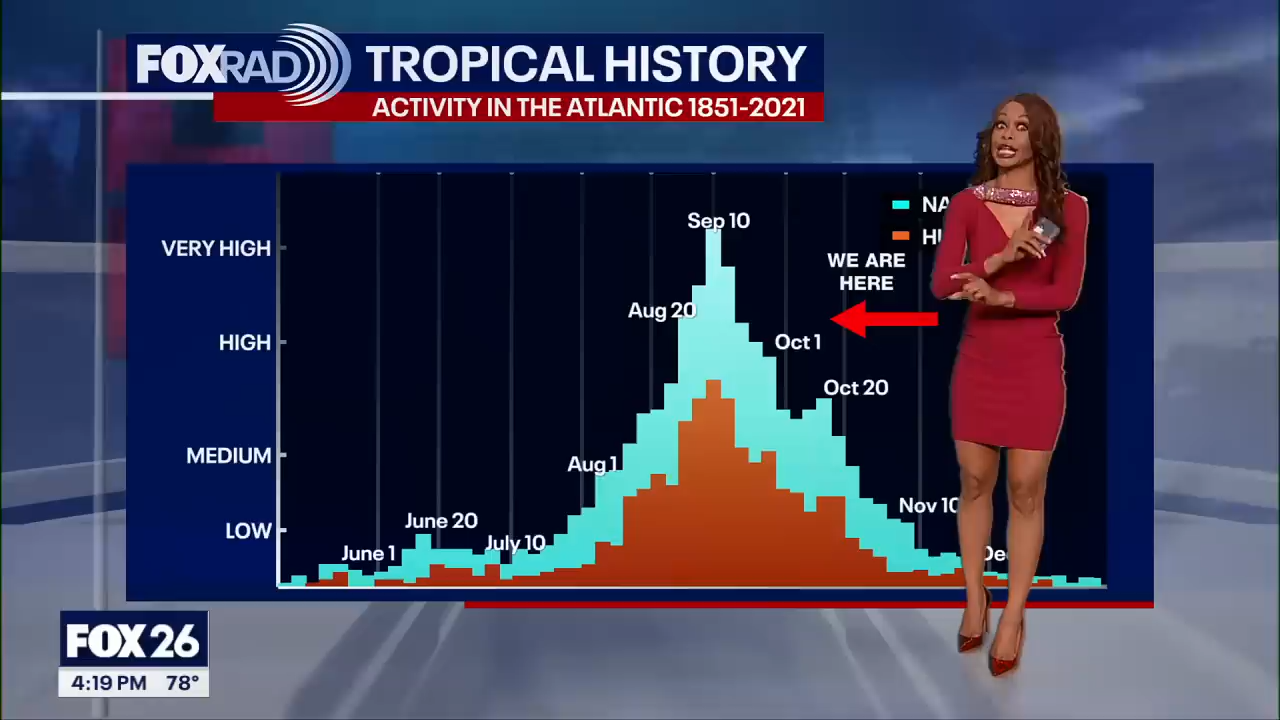 FOXRAD
TROPICAL HISTORY
ACTIVITY IN THE ATLANTIC 1851-2021
VERY HIGH
HIGH
MEDIUM
LOW
June 1
June 20
July 10
Aug 1
Aug 20
Sep 10
Oct 1
Oct 20
Nov 10
WE ARE
HERE
FOX 26
4:19 PM 78°